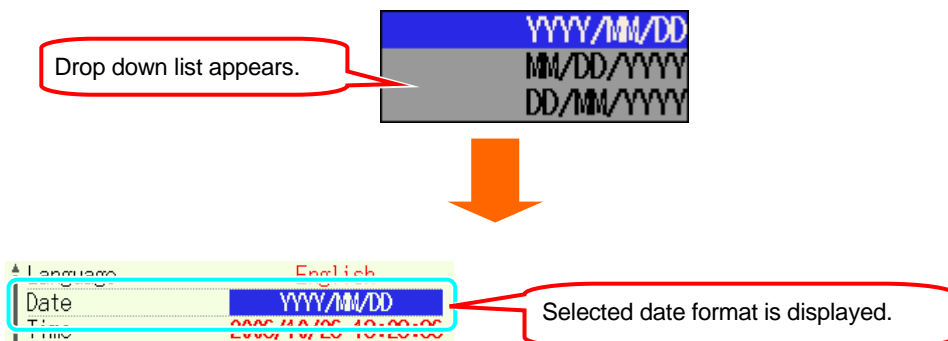 YYYY/MM/DD
Drop down list appears.
MM/DD/YYYY
DD/MM/YYYY
Language English
Date YYYY/MM/DD
Selected date format is displayed.
Time